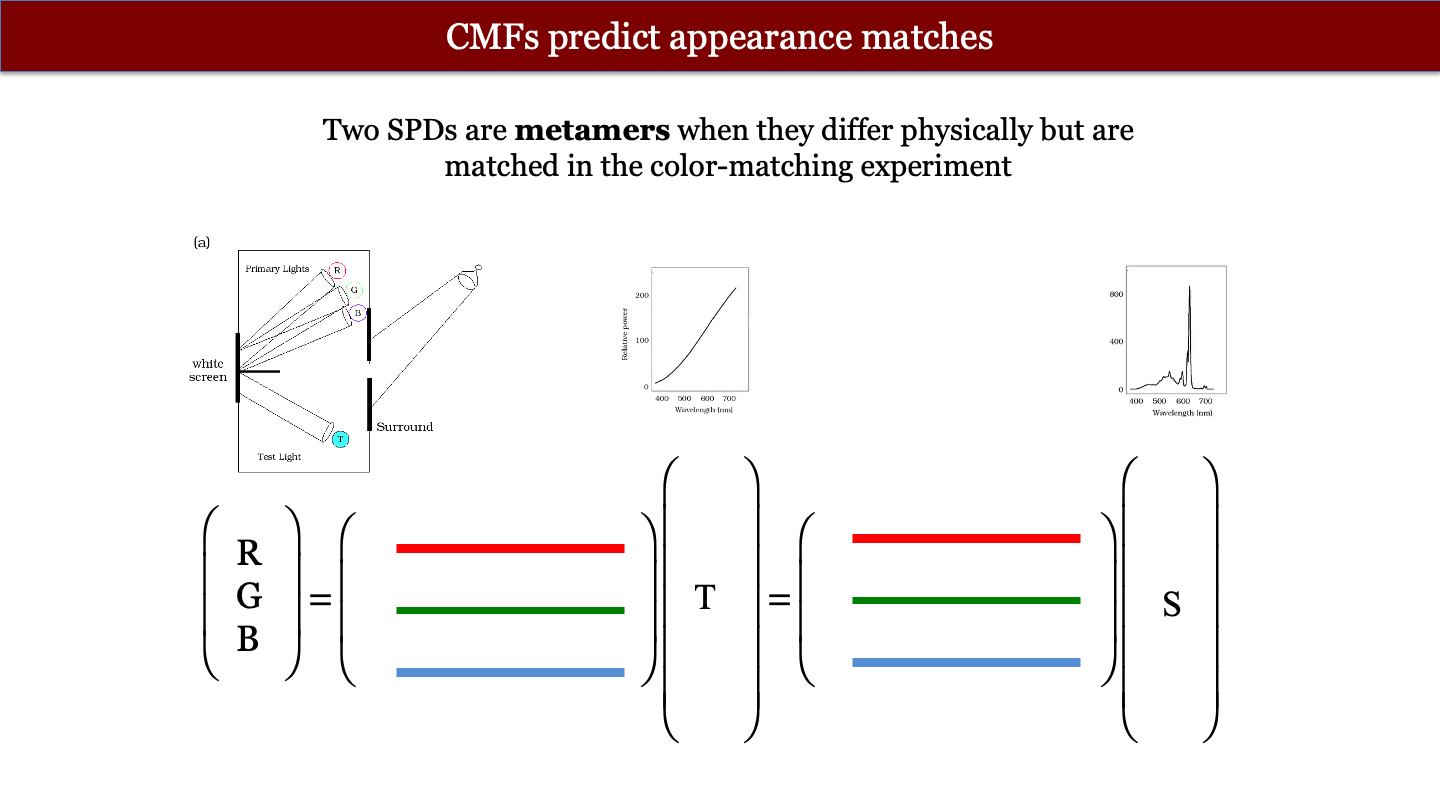 CMFs predict appearance matches
Two SPDs are metamers when they differ physically but are
matched in the color-matching experiment
(a)
Primary Lights
R
G
B
white
screen
T
Test Light
Surround
Relative power
200
100
0
400 500 600 700
Wavelength (nm)
800
400
0
400 500 600 700
Wavelength (nm)
R
G
B
=
T
=
S